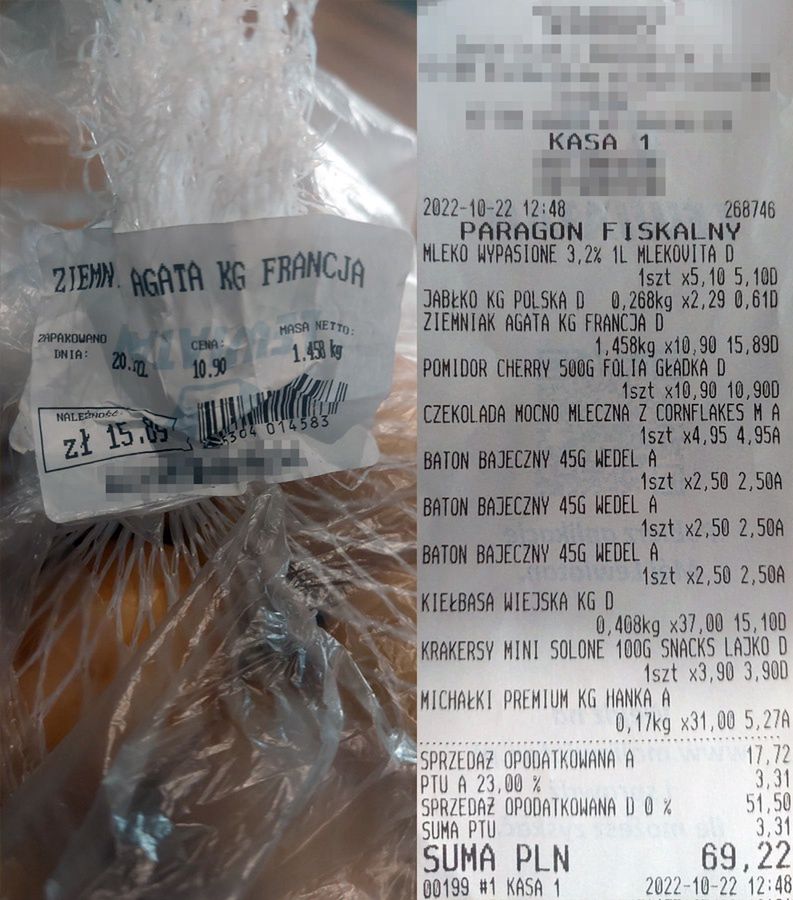 ZIEMN. AGATA KG FRANCJA
ZAPAKOWANO DNIA:
CENA:
10.90
MASA NETTO:
1.458 kg
NALEŻNOŚĆ:
zł 15.89
014583
KASA 1
2022-10-22 12:48 268746
PARAGON FISKALNY
MLEKO WYPASIONE 3,2% 1L MLEKOVITA D
1szt x5,10 5,10D
JABŁKO KG POLSKA D 0,268kg x2,29 0,61D
ZIEMNIAK AGATA KG FRANCJA D
1,458kg x10,90 15,89D
POMIDOR CHERRY 500G FOLIA GŁADKA D
1szt x10,90 10,90D
CZEKOLADA MOCNO MLECZNA Z CORNFLAKES M A
1szt x4,95 4,95A
BATON BAJECZNY 45G WEDEL A
1szt x2,50 2,50A
BATON BAJECZNY 45G WEDEL A
1szt x2,50 2,50A
BATON BAJECZNY 45G WEDEL A
1szt x2,50 2,50A
KIEŁBASA WIEJSKA KG D
0,408kg x37,00 15,10D
KRAKERSY MINI SOLONE 100G SNACKS LAJKO D
1szt x3,90 3,90D
MICHAŁKI PREMIUM KG HANKA A
0,17kg x31,00 5,27A
SPRZEDAŻ OPODATKOWANA A 17,72
PTU A 23,00 % 3,31
SPRZEDAŻ OPODATKOWANA D 0 % 51,50
SUMA PTU 3,31
SUMA PLN 69,22
00199 #1 KASA 1 2022-10-22 12:48